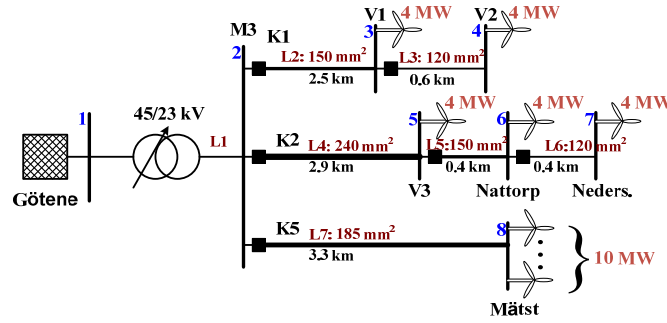 V1 4 MW V2 4 MW
M3 K1 3 4
2 L2: 150 mm² L3: 120 mm²
2.5 km 0.6 km
45/23 kV 4 MW 4 MW 4 MW
1 5 6 7
L1 K2 L4: 240 mm² L5:150 mm² L6:120 mm²
2.9 km 0.4 km 0.4 km
Götene V3 Nattorp Neders.
K5 L7: 185 mm² 8
3.3 km 10 MW
Mätst